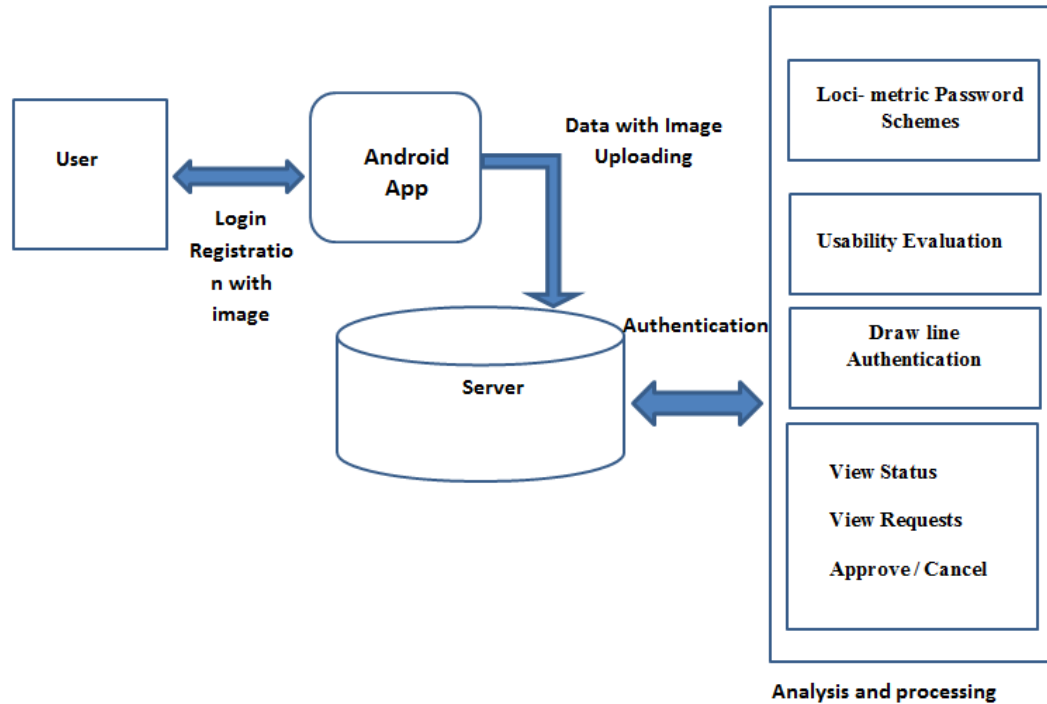 User
Login
Registratio
n with
image
Android
App
Data with Image
Uploading
Server
Authentication
Loci- metric Password
Schemes
Usability Evaluation
Draw line
Authentication
View Status
View Requests
Approve / Cancel
Analysis and processing